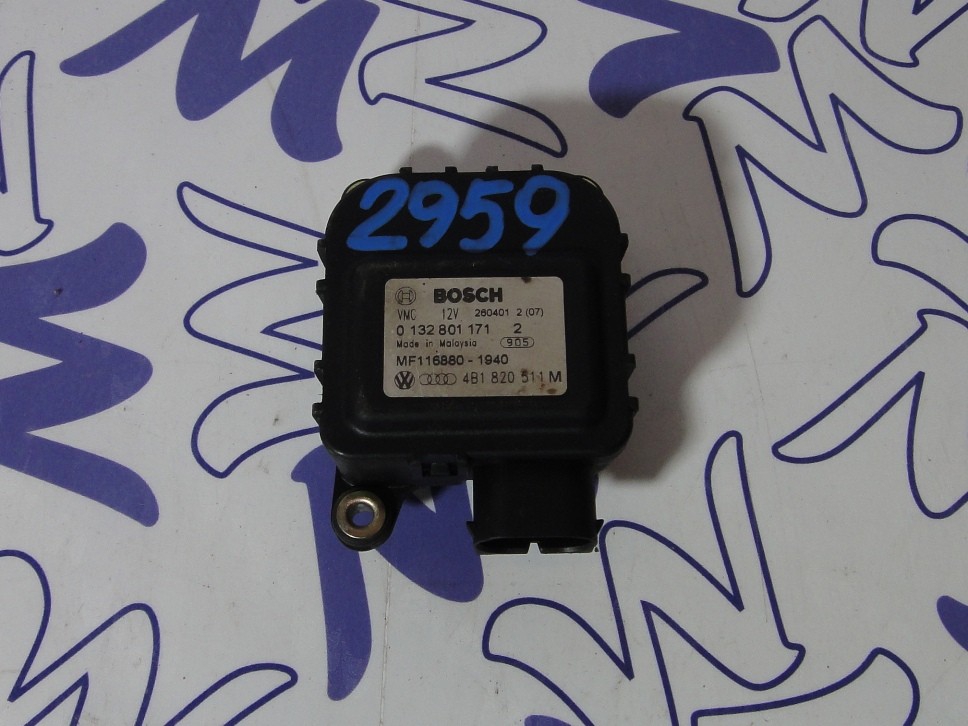 2959
BOSCH
VMC 12V 260401 2 (07)
0 132 801 171 2
Made in Malaysia 905
MF116880-1940
4B1 820 511 M